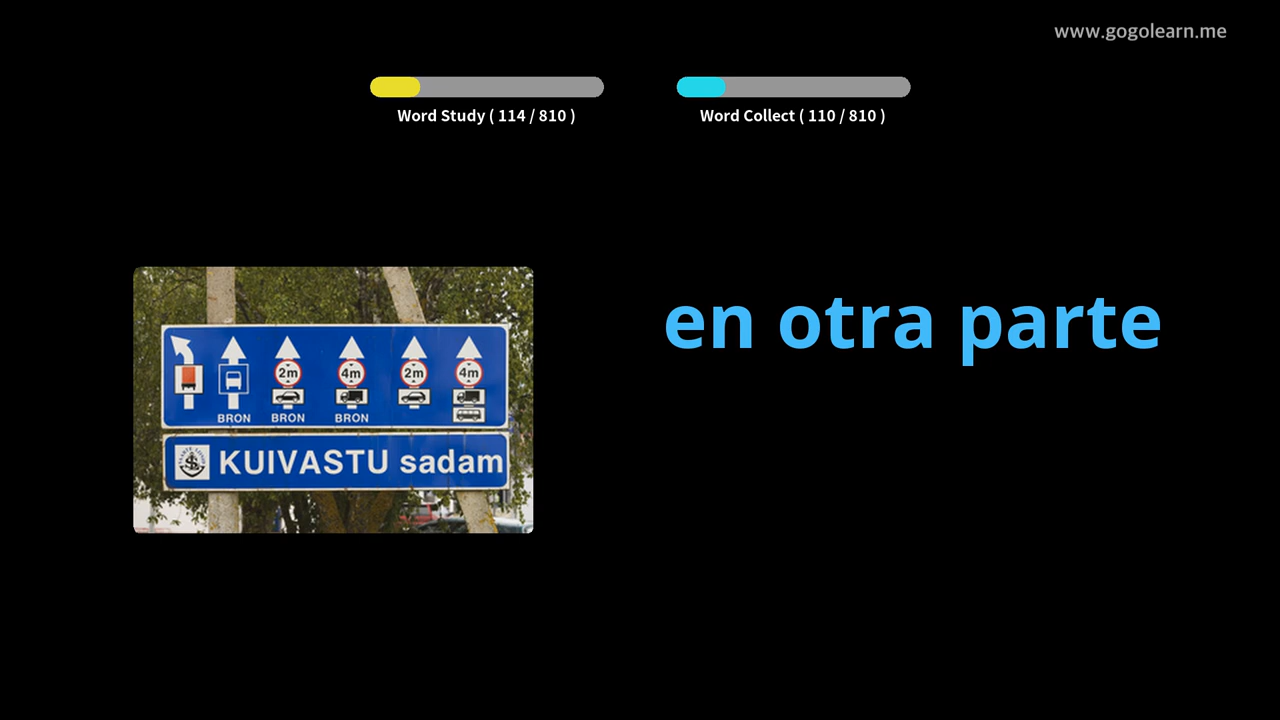 www.gogolearn.me
Word Study ( 114 / 810 )
Word Collect ( 110 / 810 )
en otra parte
2m 4m 2m 4m
BRON BRON BRON
KUIVASTU sadam